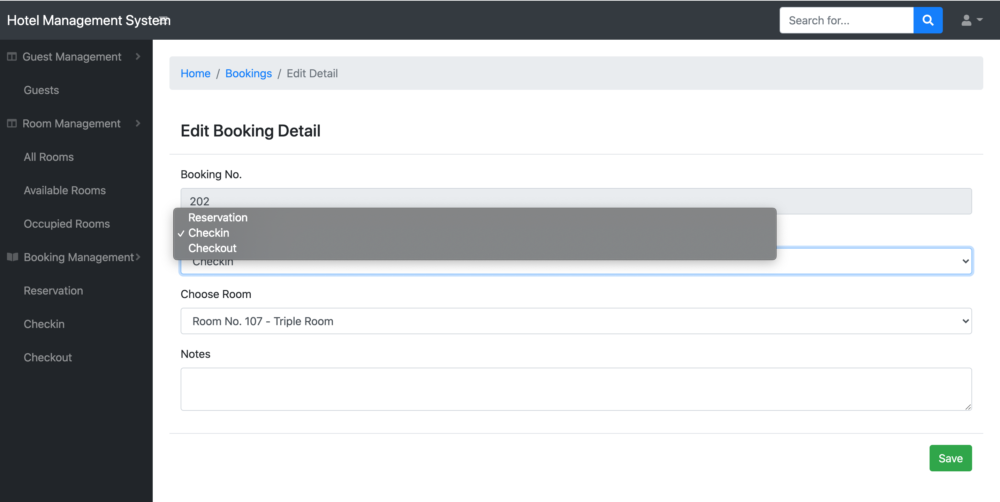 Hotel Management System
Search for...
Guest Management
Guests
Room Management
All Rooms
Available Rooms
Occupied Rooms
Booking Management
Reservation
Checkin
Checkout
Home / Bookings / Edit Detail
Edit Booking Detail
Booking No.
202
Reservation
✓ Checkin
Checkout
Checkin
Choose Room
Room No. 107 - Triple Room
Notes
Save